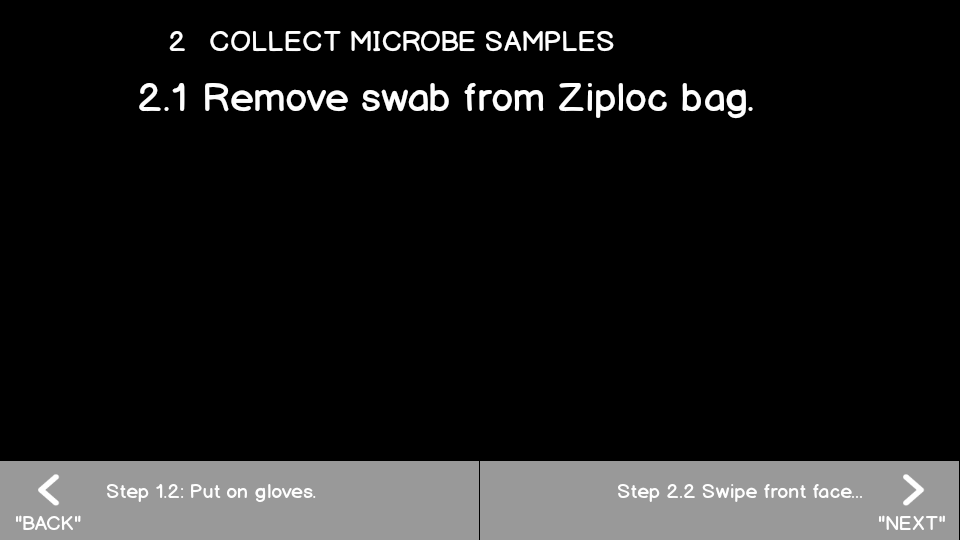 2 COLLECT MICROBE SAMPLES
2.1 Remove swab from Ziploc bag.
Step 1.2: Put on gloves.
"BACK"
Step 2.2 Swipe front face...
"NEXT"